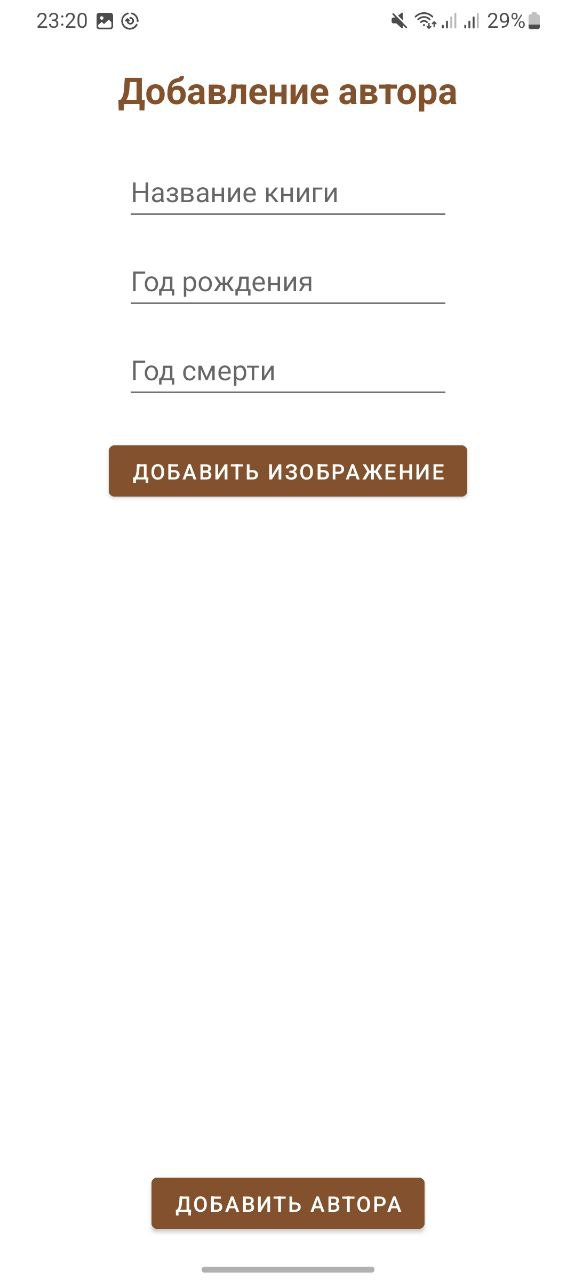 23:20 29%
Добавление автора
Название книги
Год рождения
Год смерти
ДОБАВИТЬ ИЗОБРАЖЕНИЕ
ДОБАВИТЬ АВТОРА